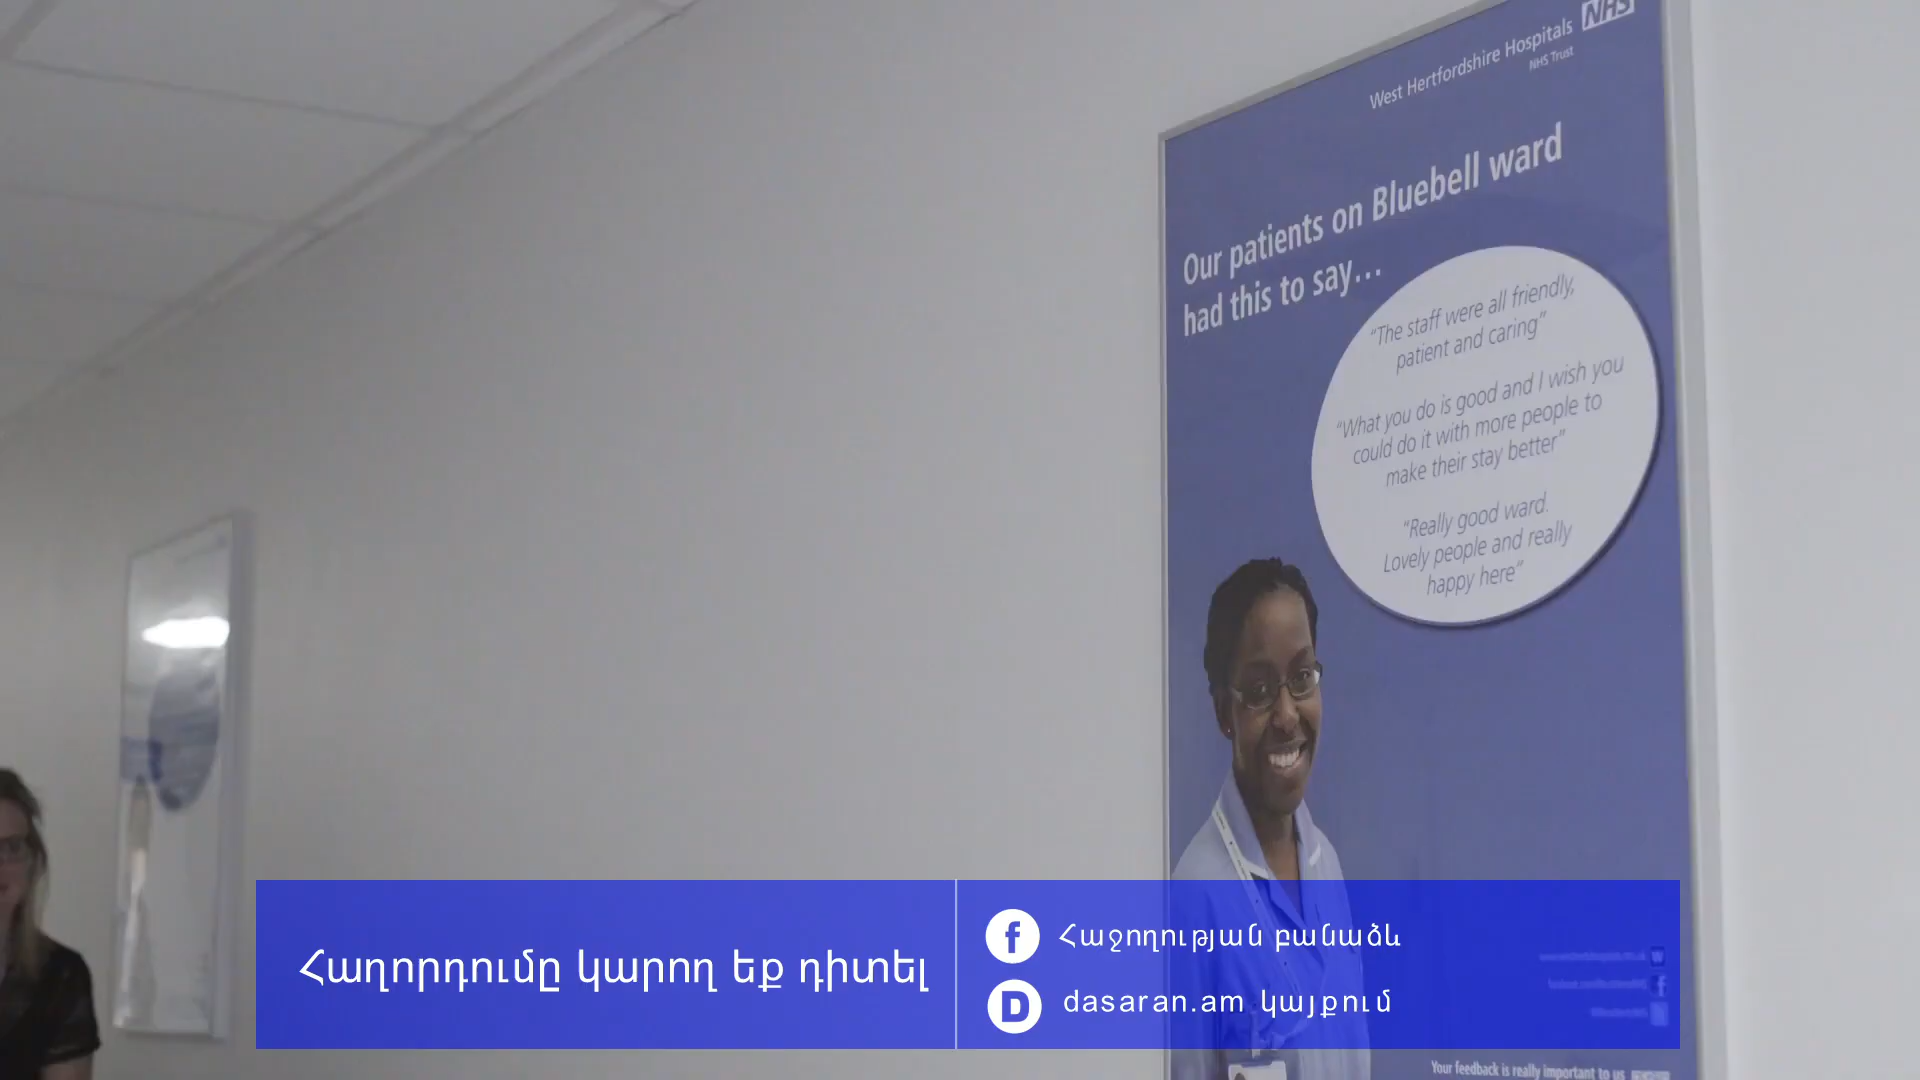 NHS
West Hertfordshire Hospitals
NHS Trust
Our patients on Bluebell ward
had this to say...
“The staff were all friendly,
patient and caring”
“What you do is good and I wish you
could do it with more people to
make their stay better”
“Really good ward.
Lovely people and really
happy here”
Հաղորդումը կարող եք դիտել
Հաջողության բանաձև
dasaran.am կայքում
Your feedback is really important to us